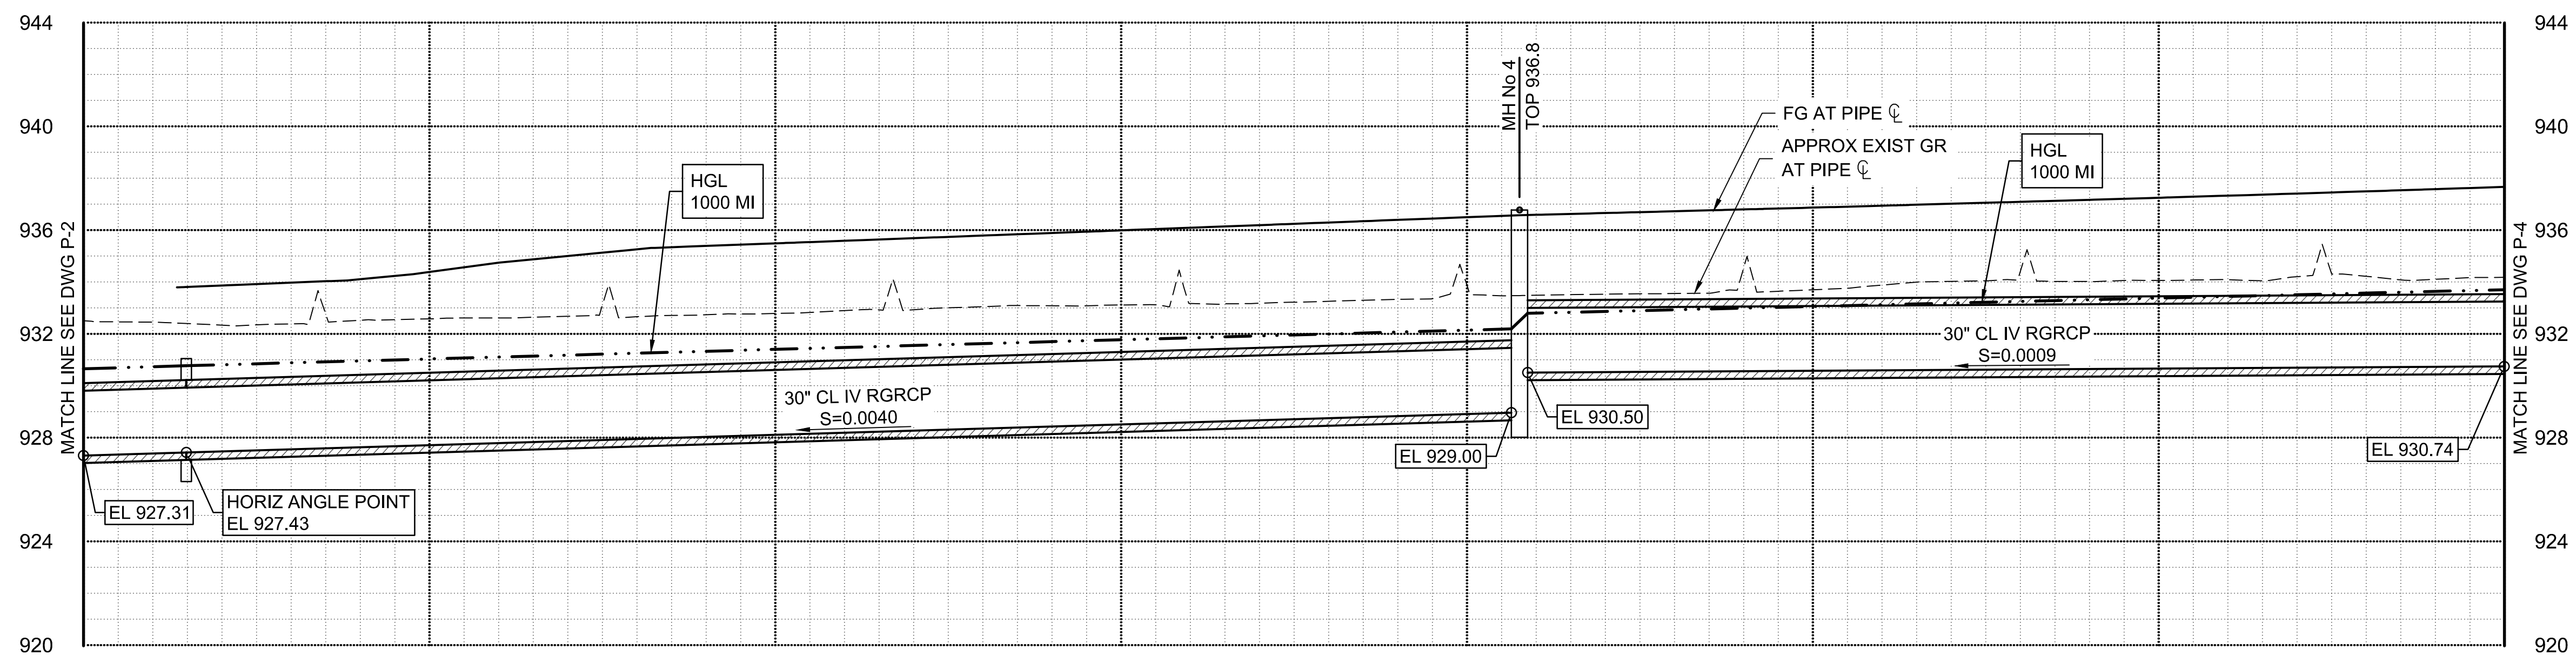 944
940
936
932
928
924
920
MATCH LINE SEE DWG P-2
HGL
1000 MI
30" CL IV RGRCP
S=0.0040
EL 927.31
HORIZ ANGLE POINT
EL 927.43
MH No 4
TOP 936.8
EL 929.00
EL 930.50
FG AT PIPE ℄
APPROX EXIST GR
AT PIPE ℄
HGL
1000 MI
30" CL IV RGRCP
S=0.0009
EL 930.74
MATCH LINE SEE DWG P-4
944
940
936
932
928
924
920